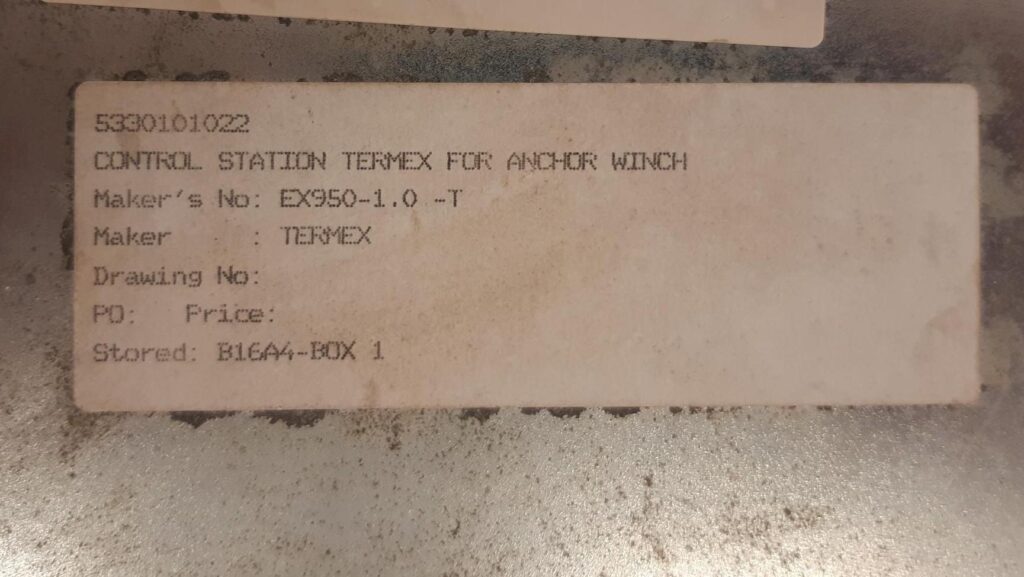 5330101022
CONTROL STATION TERMEX FOR ANCHOR WINCH
Maker's No: EX950-1.0 -T
Maker     : TERMEX
Drawing No:
PO:   Price:
Stored: B16A4-BOX 1